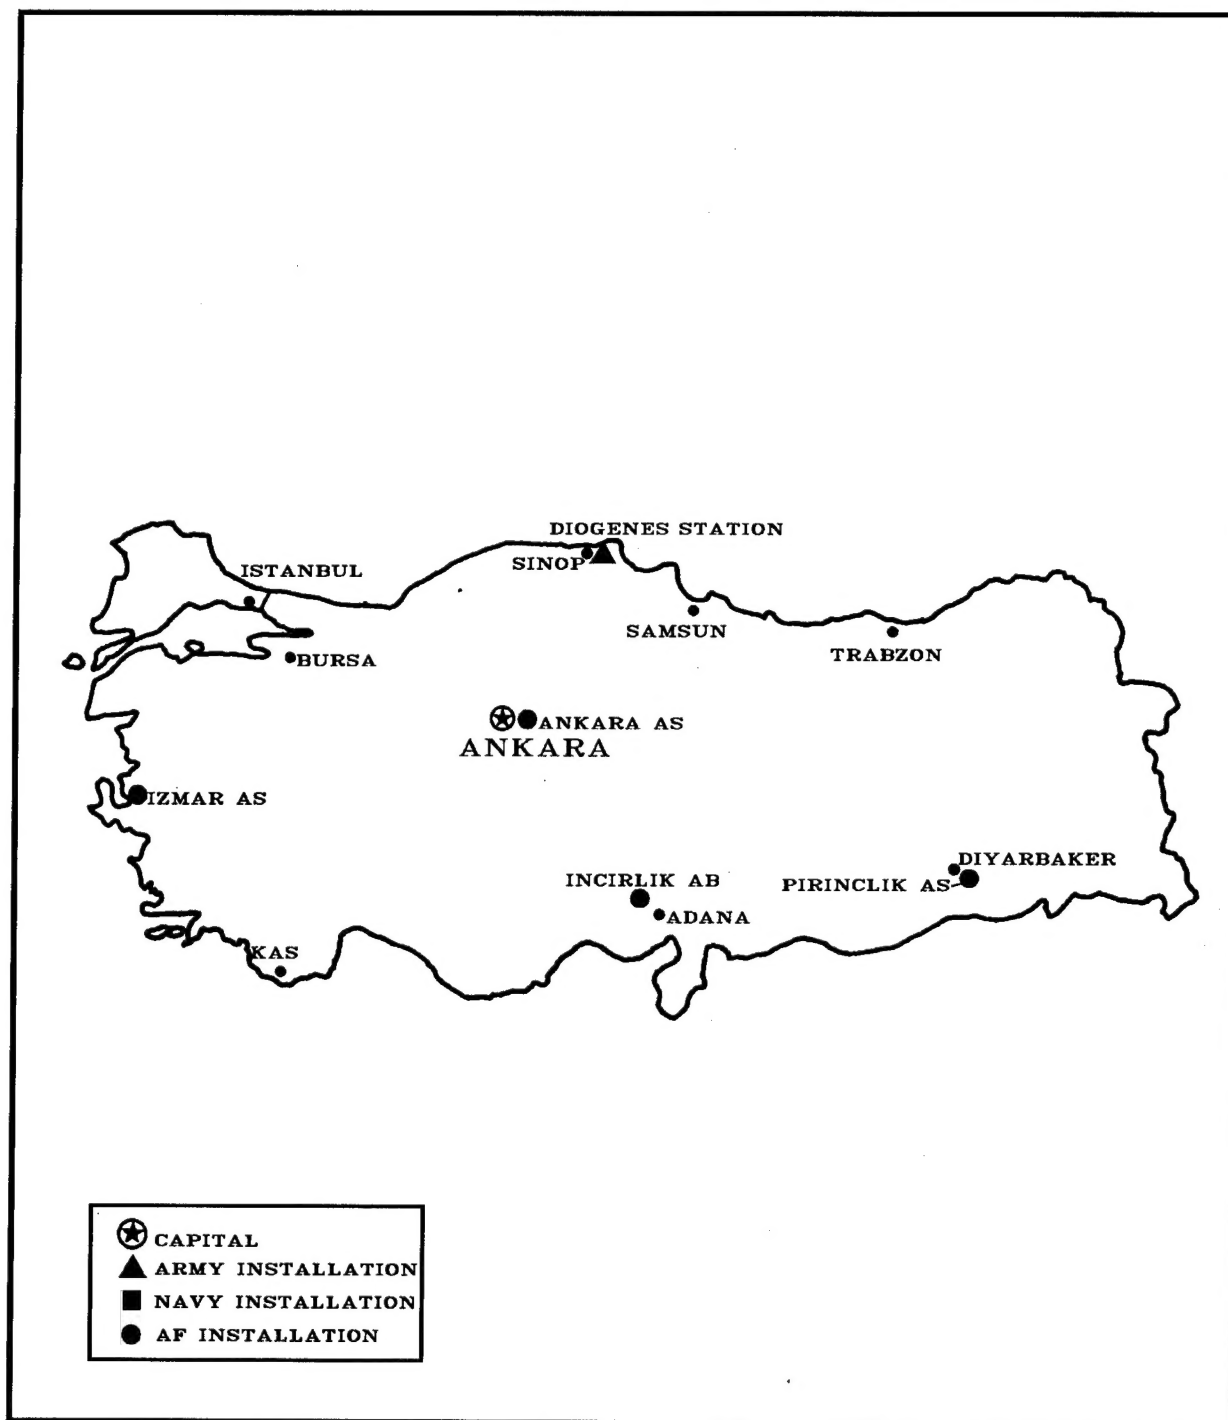 DIOGENES STATION
SINOP
ISTANBUL
SAMSUN
TRABZON
BURSA
ANKARA AS
ANKARA
IZMAR AS
DIYARBAKER
PIRINCLIK AS
INCIRLIK AB
ADANA
KAS
CAPITAL
ARMY INSTALLATION
NAVY INSTALLATION
AF INSTALLATION